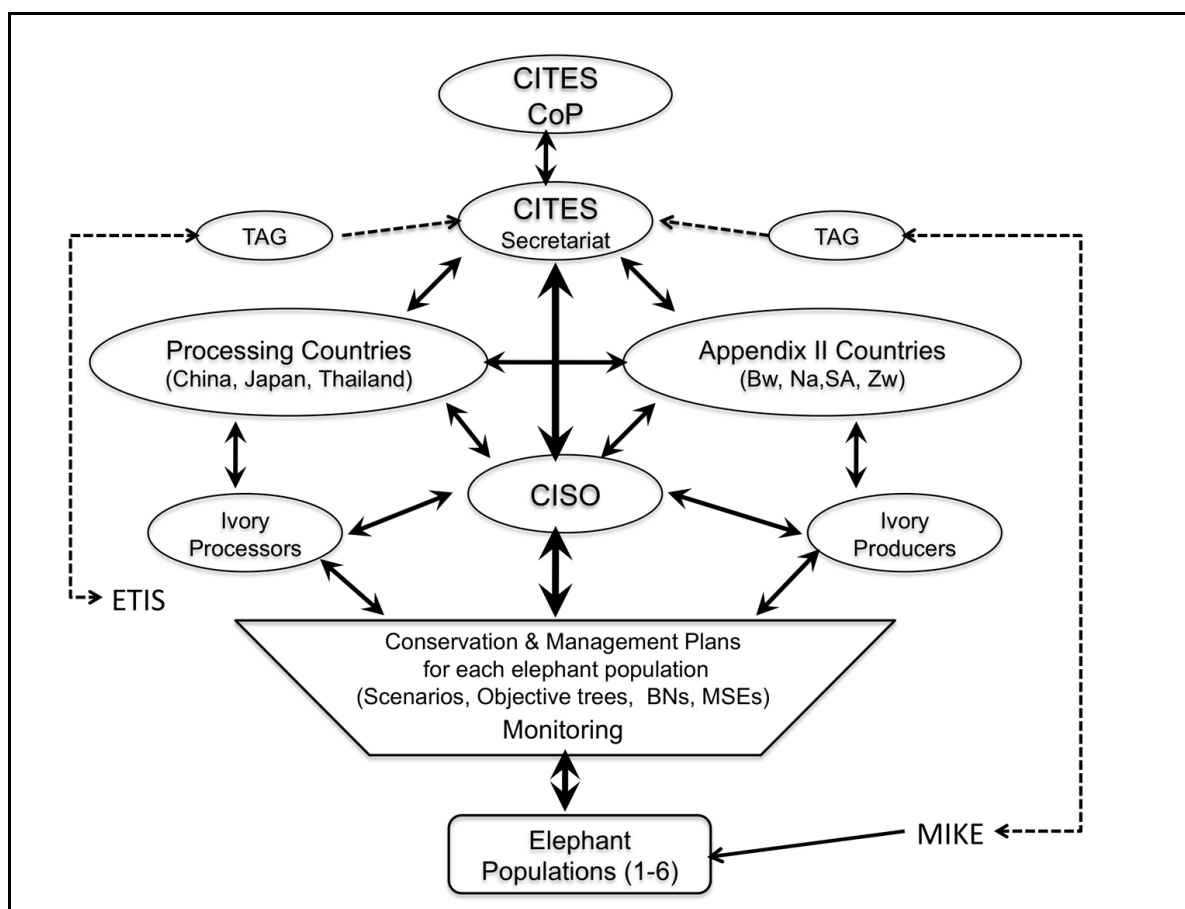 CITES
CoP
CITES
Secretariat
TAG
TAG
Processing Countries
(China, Japan, Thailand)
Appendix II Countries
(Bw, Na,SA, Zw)
CISO
Ivory
Processors
Ivory
Producers
ETIS
Conservation & Management Plans
for each elephant population
(Scenarios, Objective trees, BNs, MSEs)
Monitoring
MIKE
Elephant
Populations (1-6)